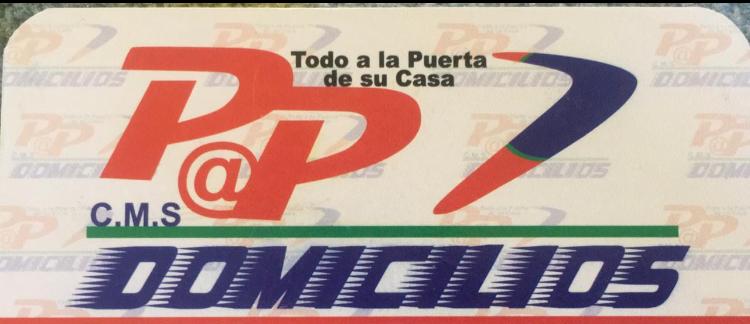 Todo a la Puerta
de su Casa
P@P
C.M.S
DOMICILIOS